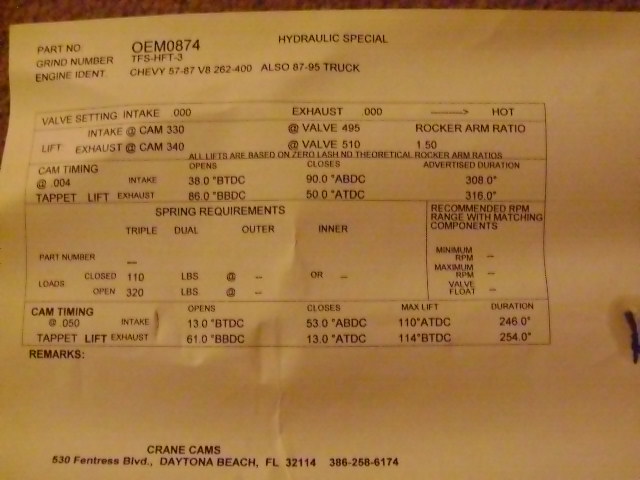 HYDRAULIC SPECIAL
PART NO OEM0874
GRIND NUMBER TFS-HFT-3
ENGINE IDENT. CHEVY 57-87 V8 262-400 ALSO 87-95 TRUCK
VALVE SETTING INTAKE .000 EXHAUST .000 ----------> HOT
INTAKE @ CAM 330 @ VALVE 495 ROCKER ARM RATIO
LIFT EXHAUST @ CAM 340 @ VALVE 510 1.50
ALL LIFTS ARE BASED ON ZERO LASH ND THEORETICAL ROCKER ARM RATIOS
CAM TIMING OPENS CLOSES ADVERTISED DURATION
@ .004 INTAKE 38.0 °BTDC 90.0 °ABDC 308.0°
TAPPET LIFT EXHAUST 86.0 °BBDC 50.0 °ATDC 316.0°
SPRING REQUIREMENTS RECOMMENDED RPM
RANGE WITH MATCHING
COMPONENTS
TRIPLE DUAL OUTER INNER
PART NUMBER -- MINIMUM RPM --
MAXIMUM RPM --
LOADS CLOSED 110 LBS @ -- OR -- VALVE FLOAT --
OPEN 320 LBS @ --
CAM TIMING OPENS CLOSES MAX LIFT DURATION
@ .050 INTAKE 13.0 °BTDC 53.0 °ABDC 110°ATDC 246.0°
TAPPET LIFT EXHAUST 61.0 °BBDC 13.0 °ATDC 114°BTDC 254.0°
REMARKS:
CRANE CAMS
530 Fentress Blvd., DAYTONA BEACH, FL 32114 386-258-6174